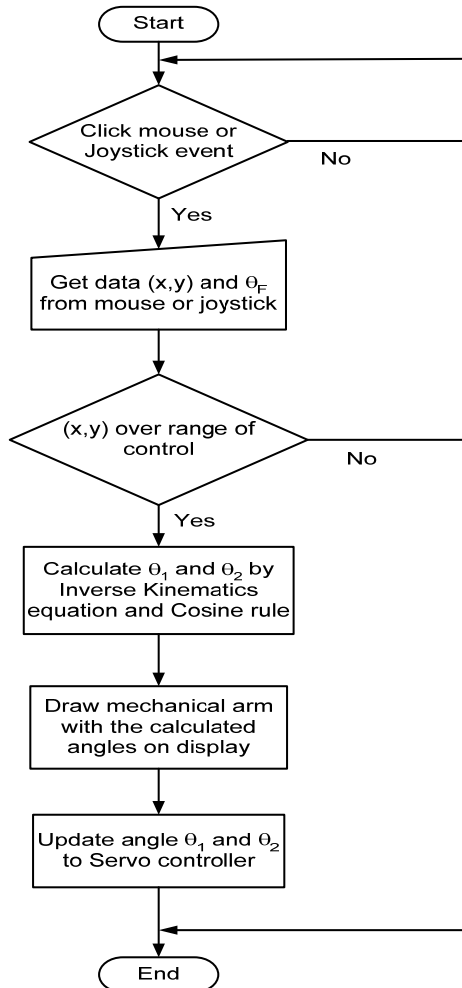 Start
Click mouse or
Joystick event
No
Yes
Get data (x,y) and θF
from mouse or joystick
(x,y) over range of
control
No
Yes
Calculate θ1 and θ2 by
Inverse Kinematics
equation and Cosine rule
Draw mechanical arm
with the calculated
angles on display
Update angle θ1 and θ2
to Servo controller
End